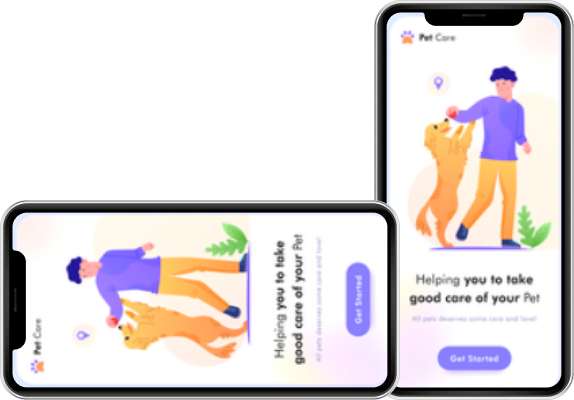 Pet Care
Helping you to take
good care of your Pet
All pets deserves some care and love!
Get Started
Pet Care
Helping you to take
good care of your Pet
All pets deserves some care and love!
Get Started